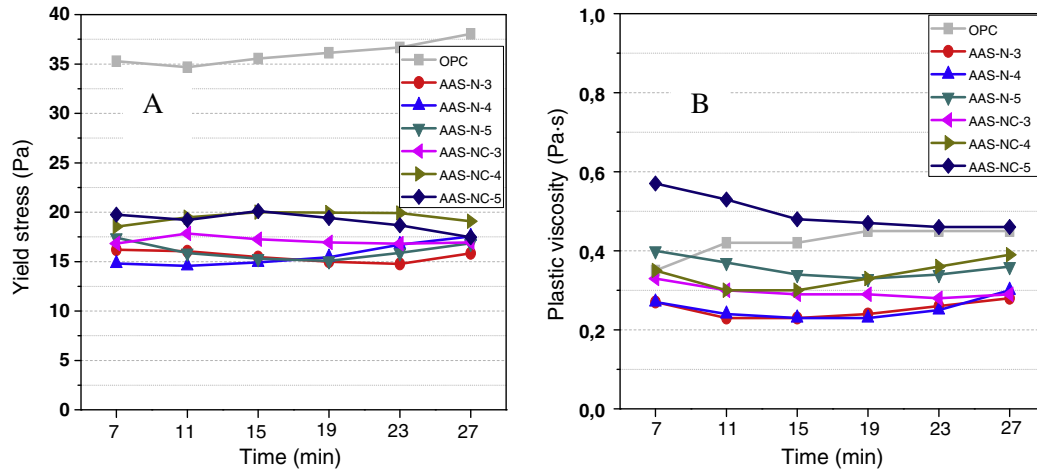 A
Yield stress (Pa)
40
35
30
25
20
15
10
5
0
7 11 15 19 23 27
Time (min)
OPC
AAS-N-3
AAS-N-4
AAS-N-5
AAS-NC-3
AAS-NC-4
AAS-NC-5
B
Plastic viscosity (Pa·s)
1,0
0,8
0,6
0,4
0,2
0,0
7 11 15 19 23 27
Time (min)
OPC
AAS-N-3
AAS-N-4
AAS-N-5
AAS-NC-3
AAS-NC-4
AAS-NC-5